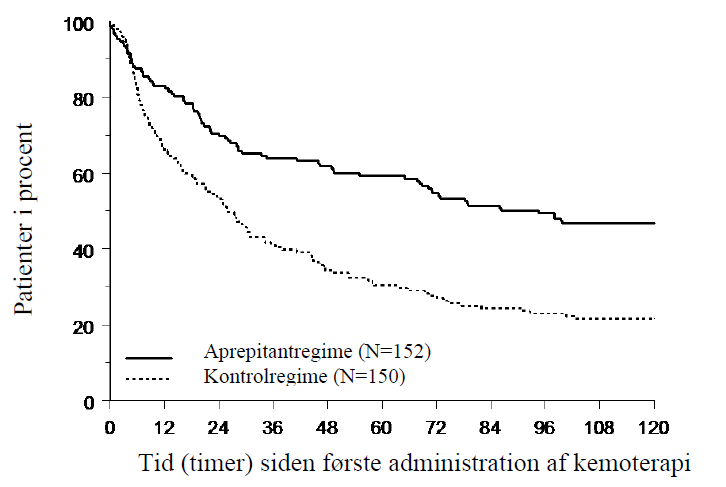 100
80
60
40
20
0
Patienter i procent
Aprepitantregime (N=152)
Kontrolregime (N=150)
0 12 24 36 48 60 72 84 96 108 120
Tid (timer) siden første administration af kemoterapi